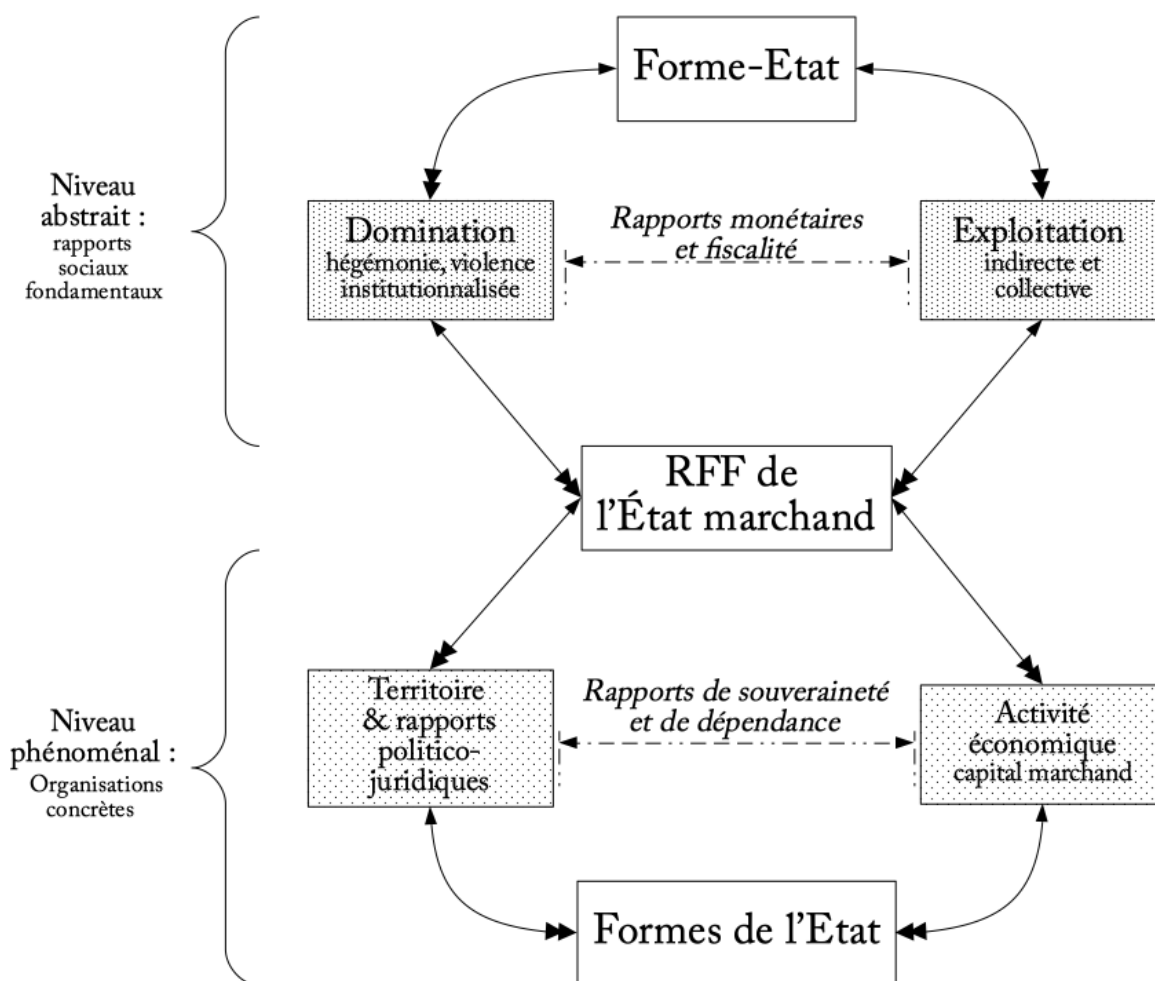 Forme-Etat
Niveau
abstrait :
rapports
sociaux
fondamentaux
Domination
hégémonie, violence
institutionnalisée
Rapports monétaires
et fiscalité
Exploitation
indirecte et
collective
RFF de
l'État marchand
Niveau
phénoménal :
Organisations
concrètes
Territoire
& rapports
politico-
juridiques
Rapports de souveraineté
et de dépendance
Activité
économique
capital marchand
Formes de l'Etat